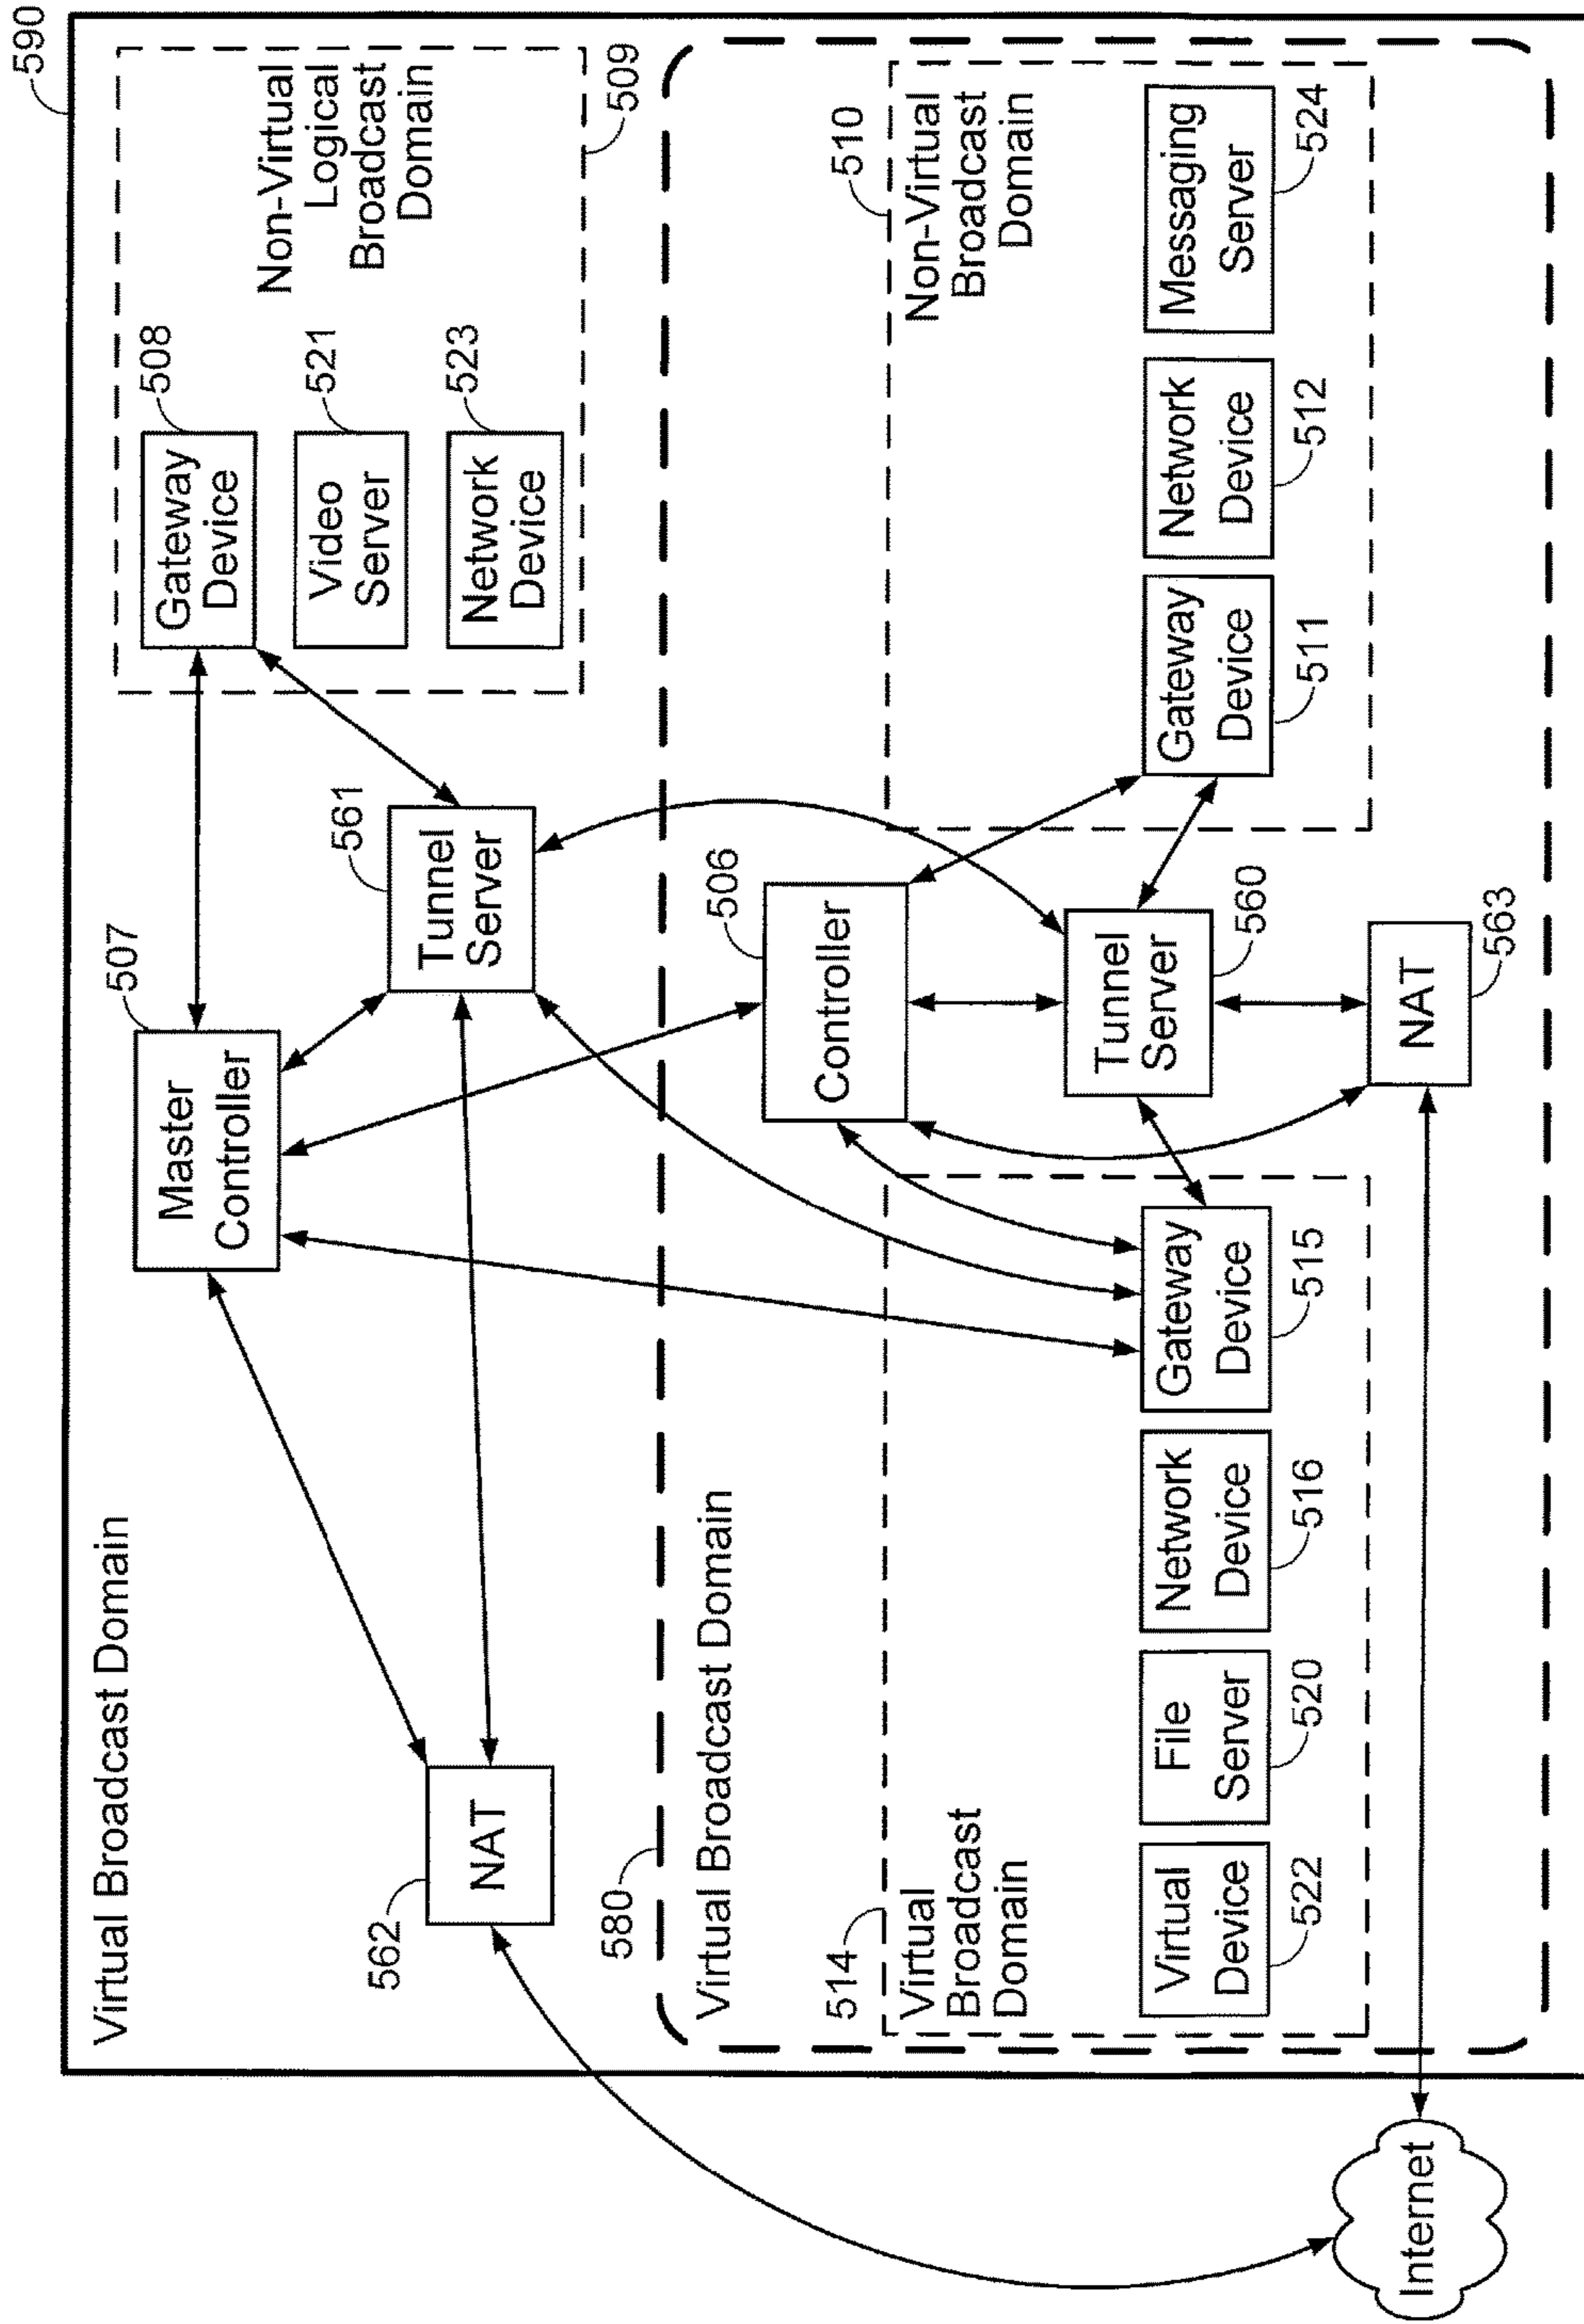 590
Virtual Broadcast Domain
Non-Virtual
Logical
Broadcast
Domain
509
Gateway
Device
508
Video
Server
521
Network
Device
523
Master
Controller
507
Tunnel
Server
561
NAT
562
580
Virtual Broadcast Domain
Controller
506
Tunnel
Server
560
NAT
563
514
Virtual
Broadcast
Domain
Virtual
Device
522
File
Server
520
Network
Device
516
Gateway
Device
515
510
Non-Virtual
Broadcast
Domain
Gateway
Device
511
Network
Device
512
Messaging
Server
524
Internet